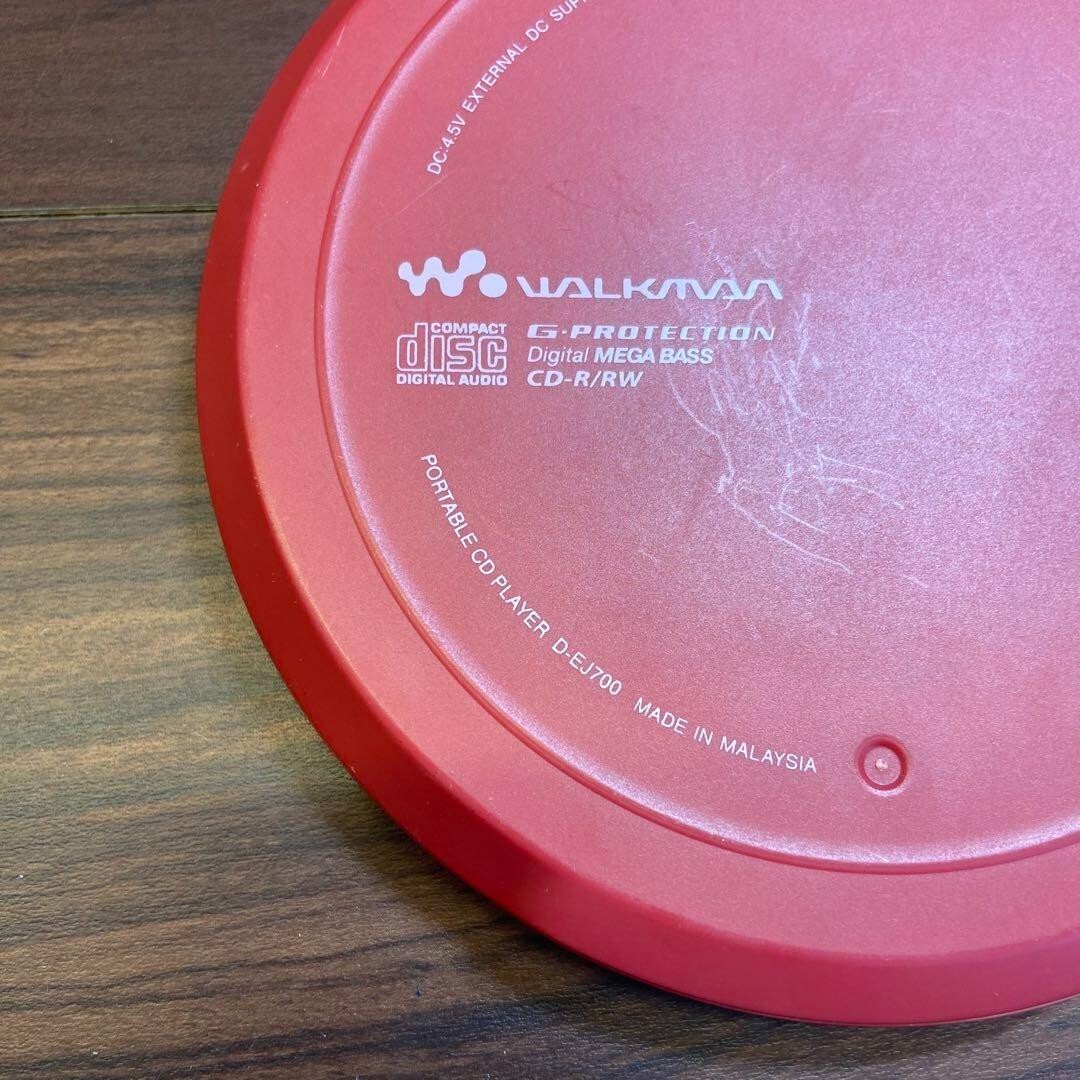 DC:4.5V EXTERNAL DC
WALKMAN
COMPACT
disc
DIGITAL AUDIO
G·PROTECTION
Digital MEGA BASS
CD-R/RW
PORTABLE CD PLAYER D-EJ700 MADE IN MALAYSIA